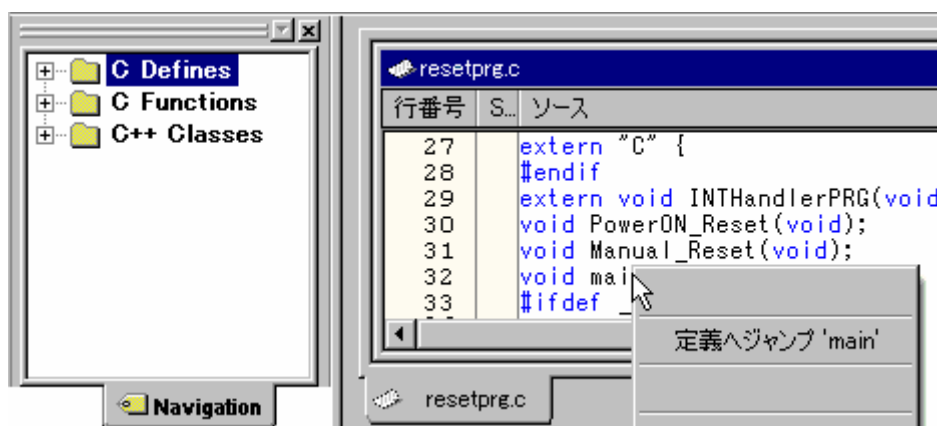 C Defines
C Functions
C++ Classes
Navigation
resetprg.c
行番号 S... ソース
27 extern "C" {
28 #endif
29 extern void INTHandlerPRG(void
30 void PowerON_Reset(void);
31 void Manual_Reset(void);
32 void mai
33 #ifdef _
定義へジャンプ 'main'
resetprg.c